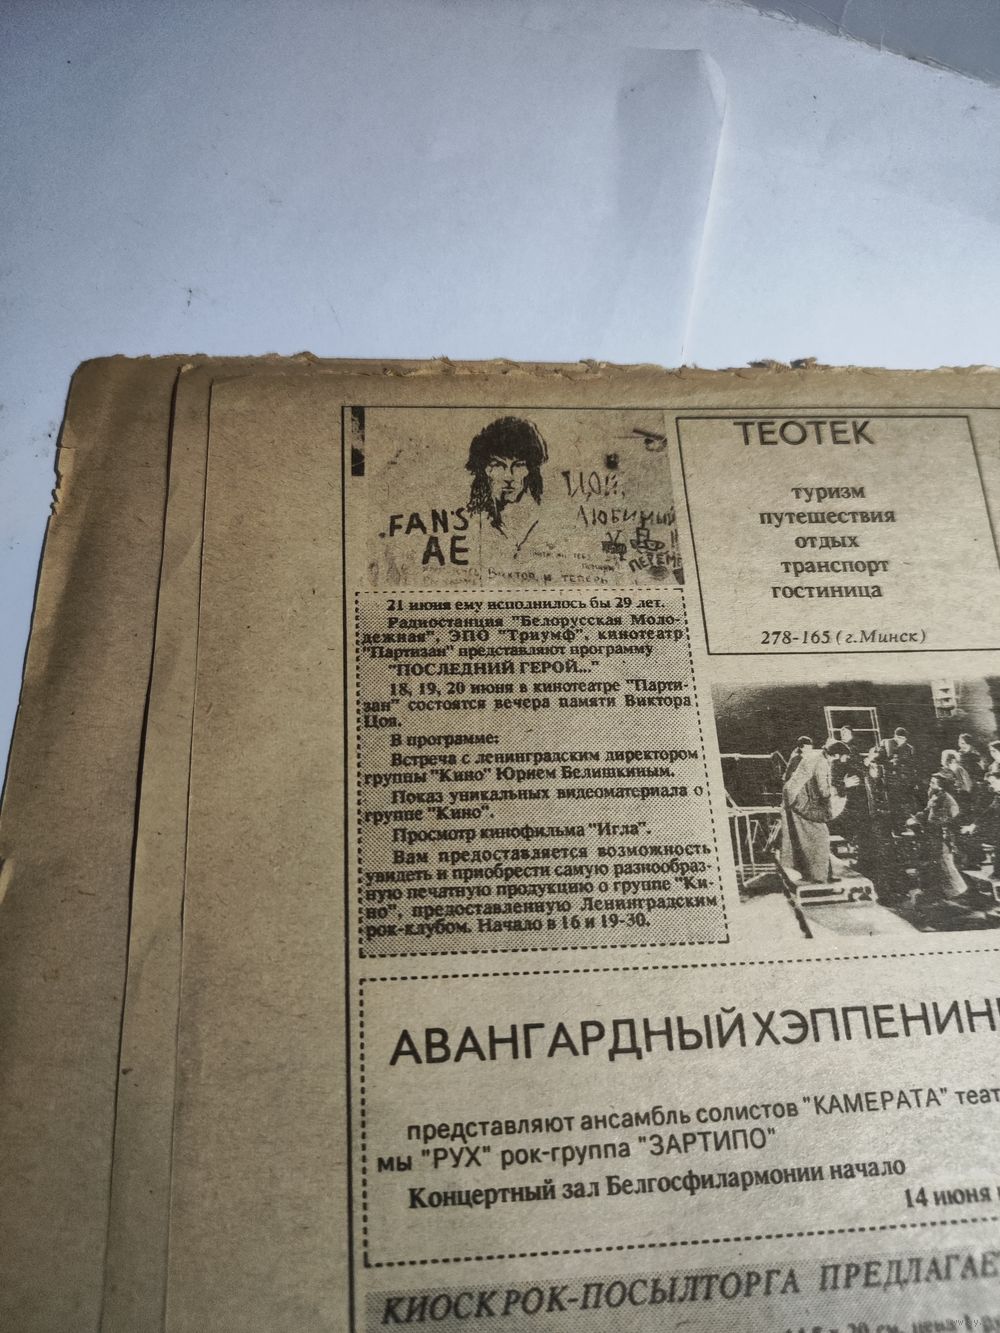 FAN'S
АЕ
ЦОЙ,
ЛЮБИМЫЙ
ПЕРЕМЕ
ВИКТОР, И ТЕПЕРЬ
21 июня ему исполнилось бы 29 лет.
Радиостанция "Белорусская Моло-
дежная", ЭПО "Триумф", кинотеатр
"Партизан" представляют программу
"ПОСЛЕДНИЙ ГЕРОЙ..."
18, 19, 20 июня в кинотеатре "Парти-
зан" состоятся вечера памяти Виктора
Цоя.
В программе:
Встреча с ленинградским директором
группы "Кино" Юрием Белишкиным.
Показ уникальных видеоматериала о
группе "Кино".
Просмотр кинофильма "Игла".
Вам предоставляется возможность
увидеть и приобрести самую разнообраз-
ную печатную продукцию о группе "Ки-
но", предоставленную Ленинградским
рок-клубом. Начало в 16 и 19-30.
ТЕОТЕК
туризм
путешествия
отдых
транспорт
гостиница
278-165 (г.Минск)
АВАНГАРДНЫЙ ХЭППЕНИН
представляют ансамбль солистов "КАМЕРАТА" теат
мы "РУХ" рок-группа "ЗАРТИПО"
Концертный зал Белгосфилармонии начало
14 июня
КИОСК РОК-ПОСЫЛТОРГА ПРЕДЛАГАЕ